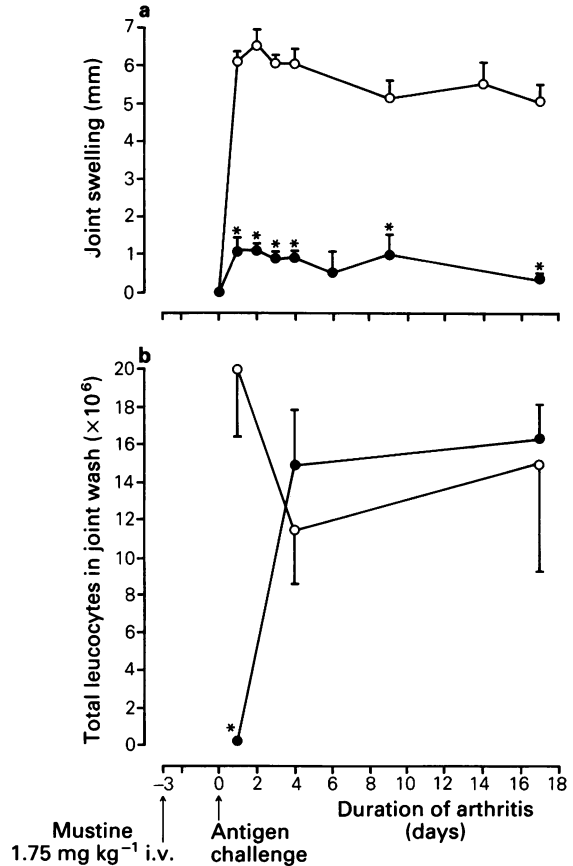 a
Joint swelling (mm)
7
6
5
4
3
2
1
0
* * * * * *
b
Total leucocytes in joint wash (×10⁶)
20
18
16
14
12
10
8
6
4
2
0
*
–3 0 2 4 6 8 10 12 14 16 18
Duration of arthritis
(days)
Mustine
1.75 mg kg⁻¹ i.v.
Antigen
challenge